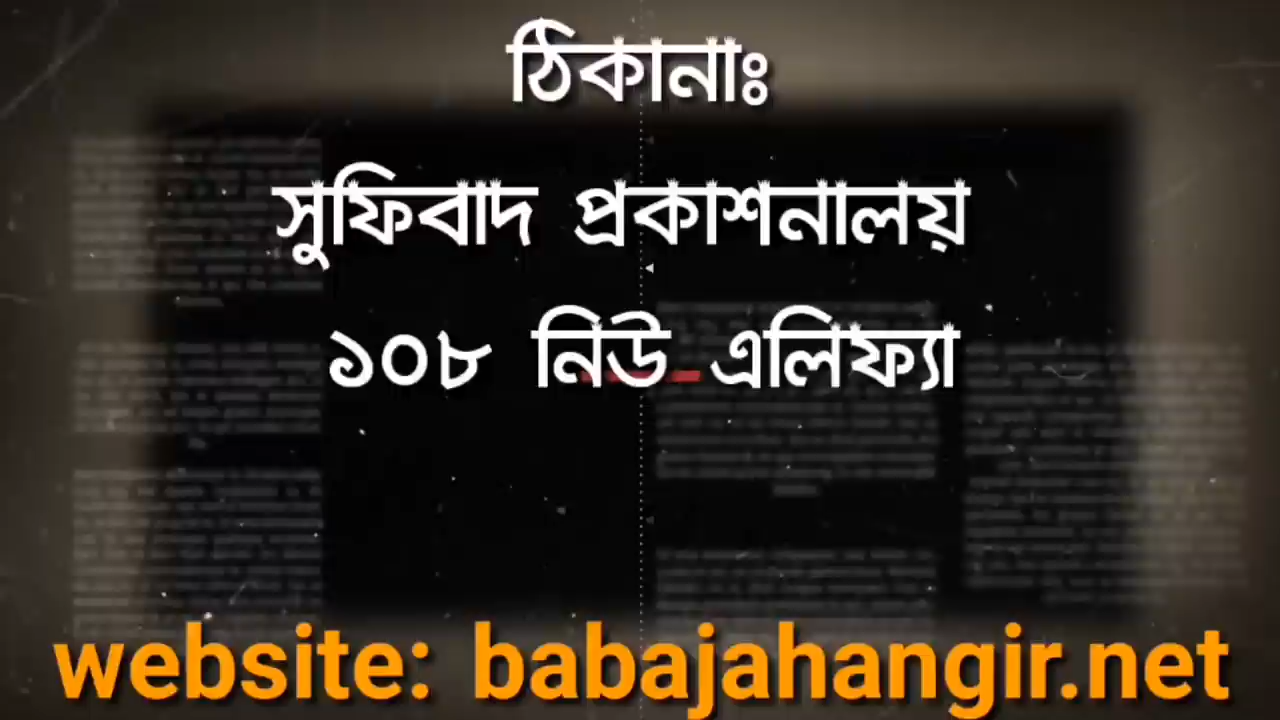 ঠিকানাঃ
সুফিবাদ প্রকাশনালয়
১০৮ নিউ এলিফ্যা
website: babajahangir.net